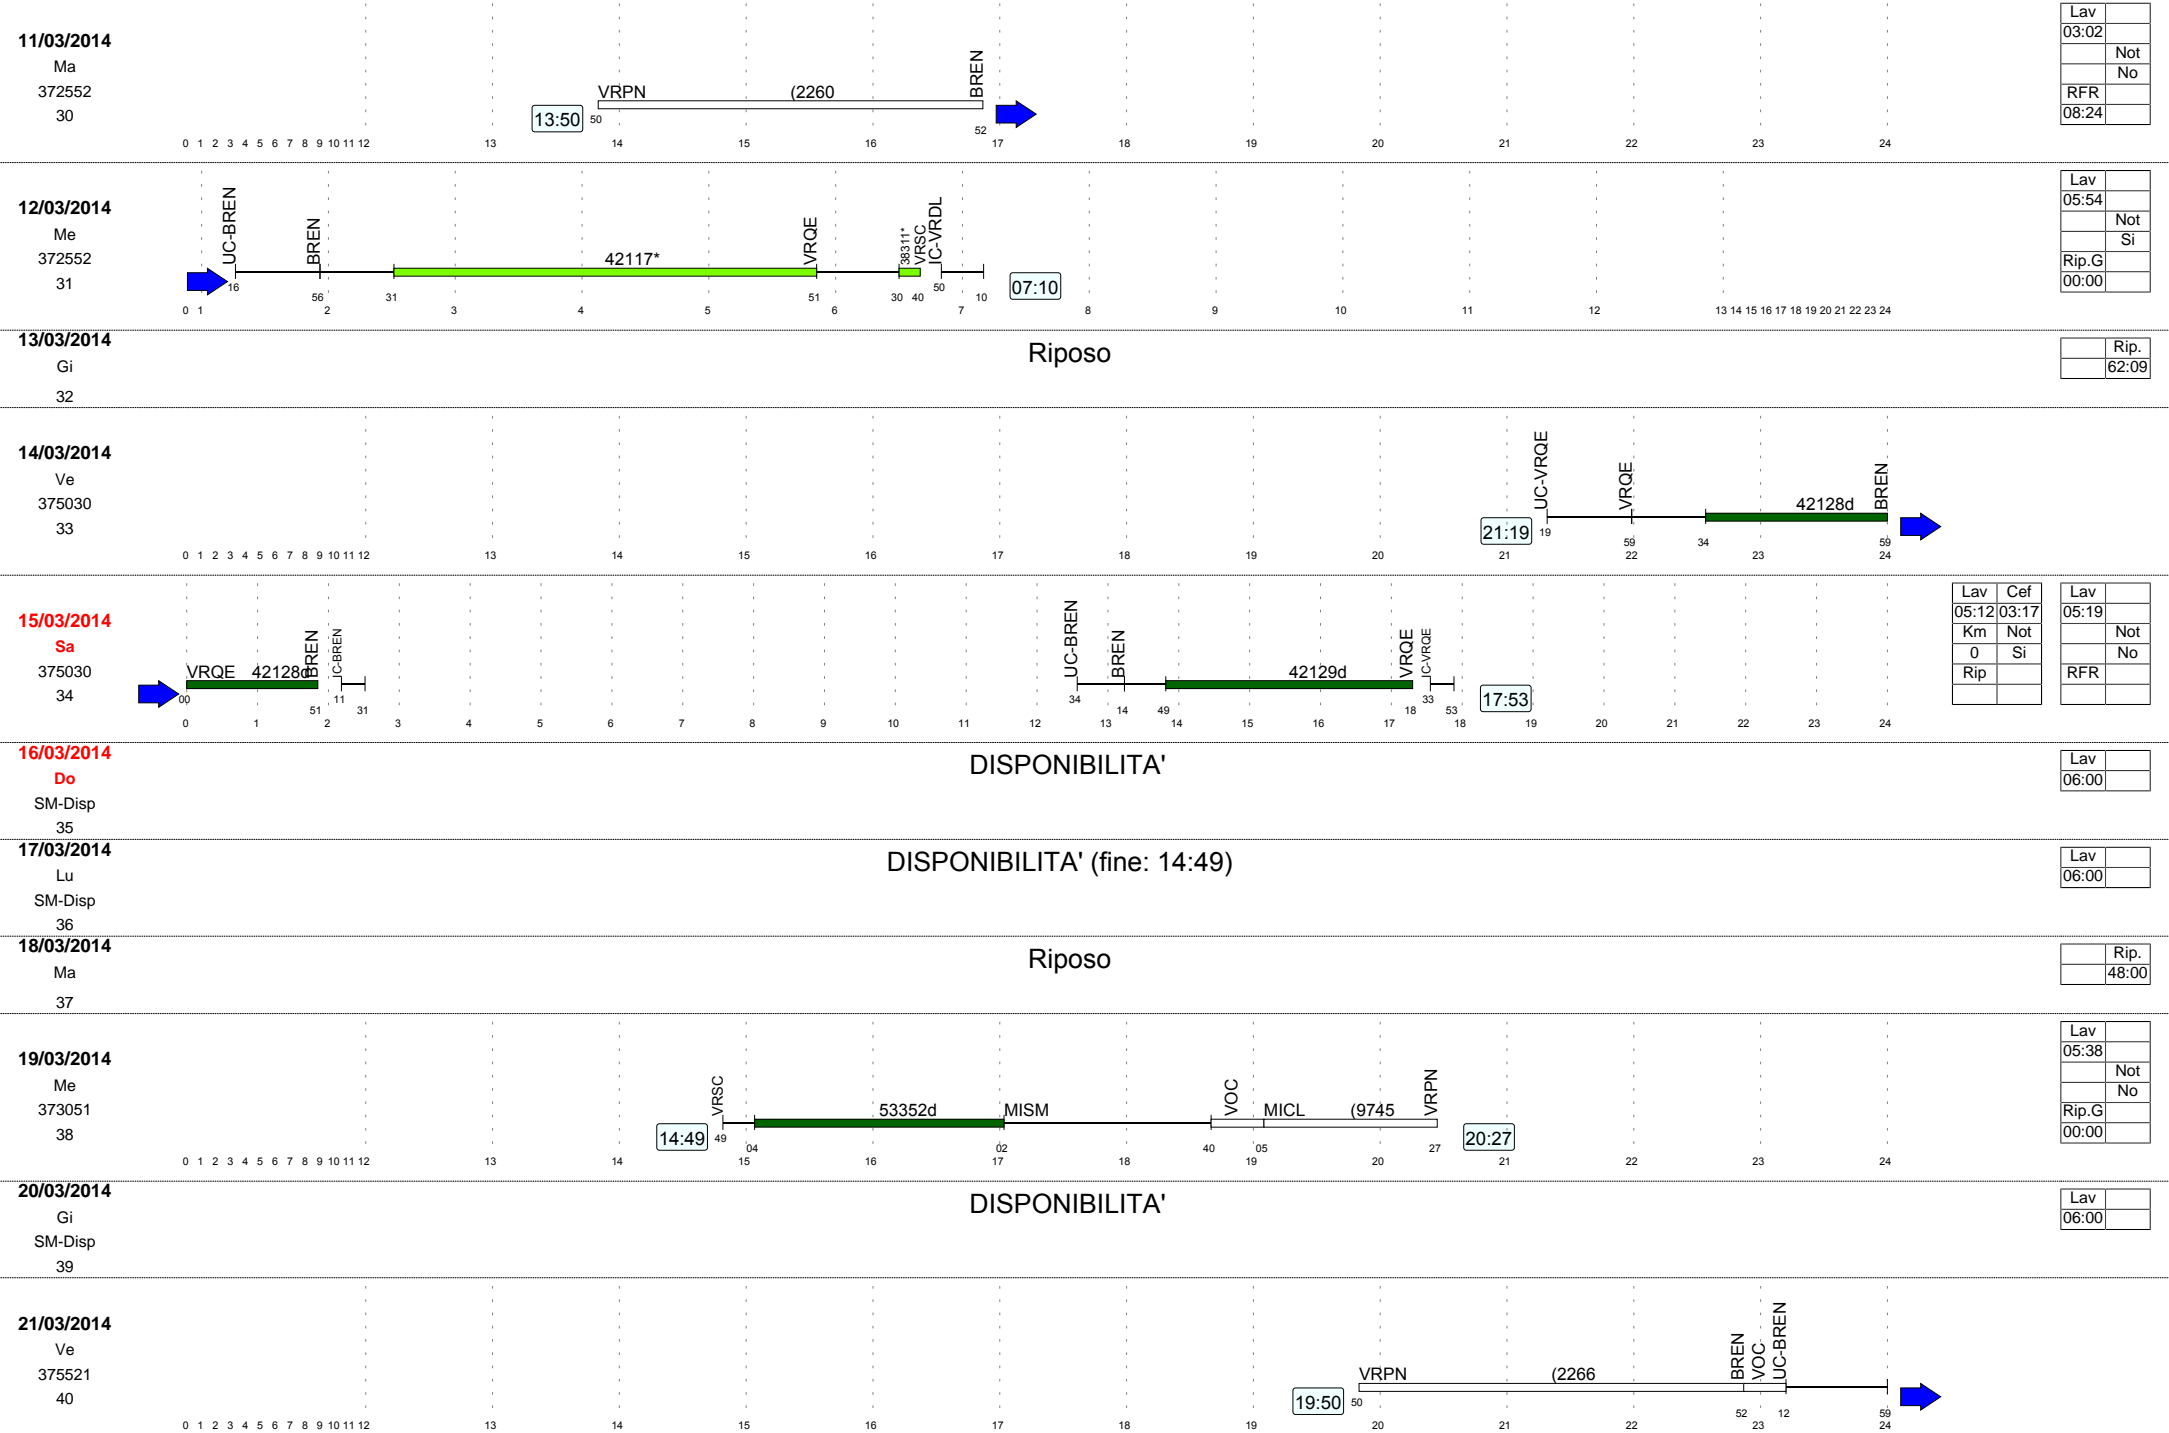 11/03/2014
Ma
372552
30
13:50
VRPN (2260 BREN
50 52
0 1 2 3 4 5 6 7 8 9 10 11 12 13 14 15 16 17 18 19 20 21 22 23 24
Lav
03:02
Not
No
RFR
08:24
12/03/2014
Me
372552
31
UC-BREN BREN 42117* VRQE 38311* VRSC IC-VRDL
16 56 31 51 30 40 50 10
07:10
0 1 2 3 4 5 6 7 8 9 10 11 12 13 14 15 16 17 18 19 20 21 22 23 24
Lav
05:54
Not
Si
Rip.G
00:00
13/03/2014
Gi
32
Riposo
Rip.
62:09
14/03/2014
Ve
375030
33
21:19
UC-VRQE VRQE 42128d BREN
19 59 34 59
0 1 2 3 4 5 6 7 8 9 10 11 12 13 14 15 16 17 18 19 20 21 22 23 24
15/03/2014
Sa
375030
34
VRQE 42128d BREN IC-BREN UC-BREN BREN 42129d VRQE IC-VRQE
00 51 11 31 34 14 49 18 33 53
17:53
0 1 2 3 4 5 6 7 8 9 10 11 12 13 14 15 16 17 18 19 20 21 22 23 24
Lav Cef
05:12 03:17
Km Not
0 Si
Rip
Lav
05:19
Not
No
RFR
16/03/2014
Do
SM-Disp
35
DISPONIBILITA'
Lav
06:00
17/03/2014
Lu
SM-Disp
36
DISPONIBILITA' (fine: 14:49)
Lav
06:00
18/03/2014
Ma
37
Riposo
Rip.
48:00
19/03/2014
Me
373051
38
14:49
VRSC 53352d MISM VOC MICL (9745 VRPN
49 04 02 40 05 27
20:27
0 1 2 3 4 5 6 7 8 9 10 11 12 13 14 15 16 17 18 19 20 21 22 23 24
Lav
05:38
Not
No
Rip.G
00:00
20/03/2014
Gi
SM-Disp
39
DISPONIBILITA'
Lav
06:00
21/03/2014
Ve
375521
40
19:50
VRPN (2266 BREN VOC UC-BREN
50 52 12 59
0 1 2 3 4 5 6 7 8 9 10 11 12 13 14 15 16 17 18 19 20 21 22 23 24